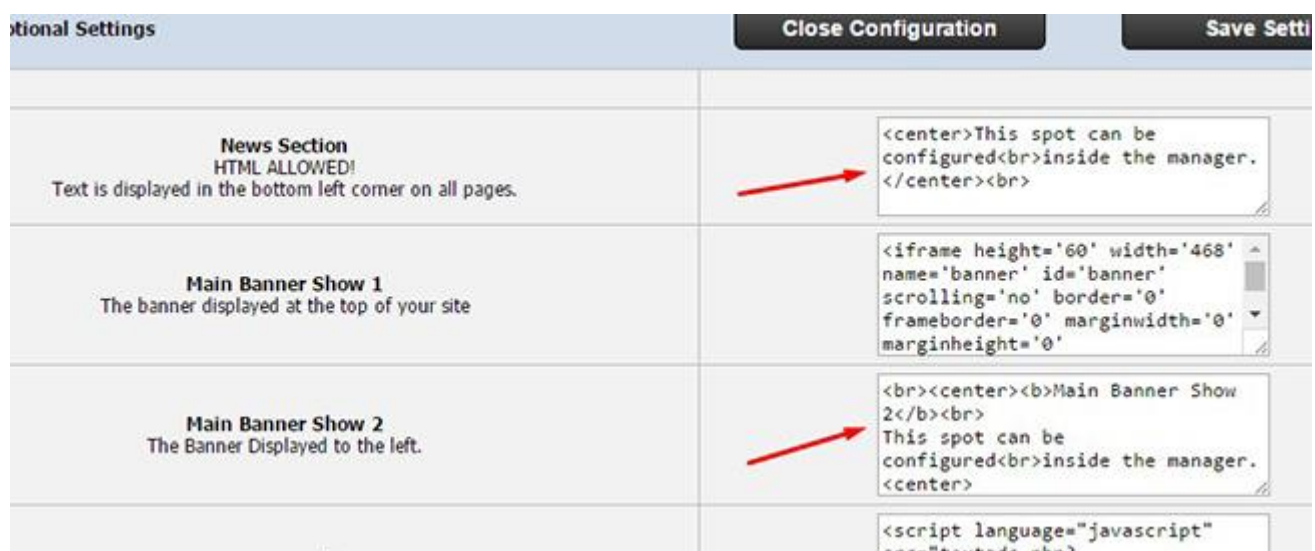 tional Settings
Close Configuration
Save Setti
News Section
HTML ALLOWED!
Text is displayed in the bottom left corner on all pages.
<center>This spot can be
configured<br>inside the manager.
</center><br>
Main Banner Show 1
The banner displayed at the top of your site
<iframe height='60' width='468'
name='banner' id='banner'
scrolling='no' border='0'
frameborder='0' marginwidth='0'
marginheight='0'
Main Banner Show 2
The Banner Displayed to the left.
<br><center><b>Main Banner Show
2</b><br>
This spot can be
configured<br>inside the manager.
<center>
<script language="javascript"